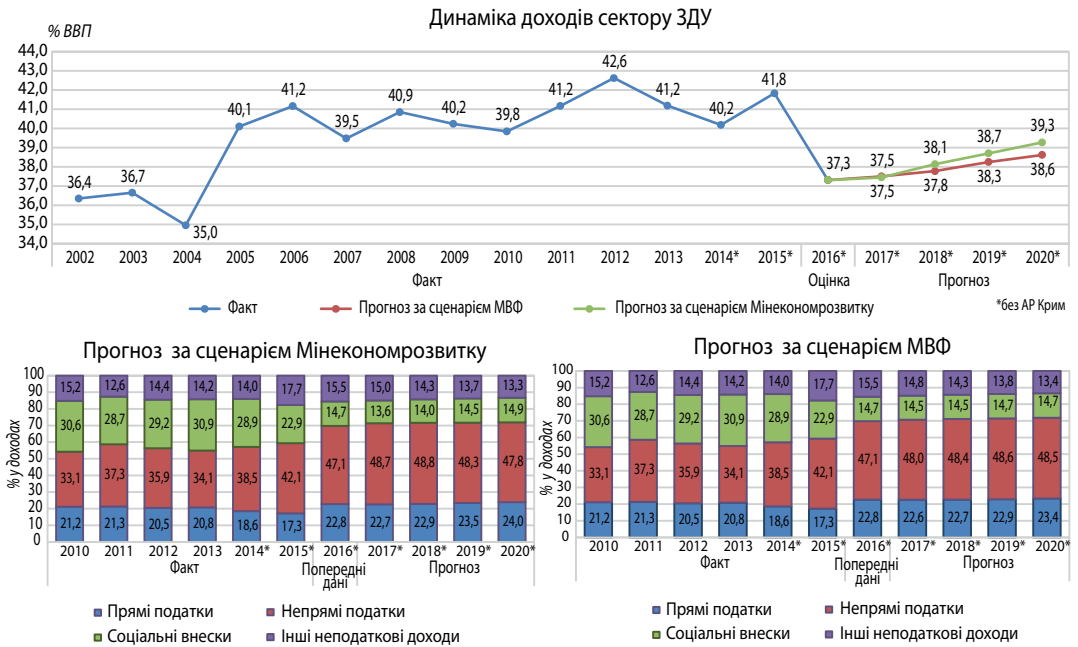 Динаміка доходів сектору ЗДУ
% ВВП
44,0
43,0
42,0
41,0
40,0
39,0
38,0
37,0
36,0
35,0
34,0
36,4 36,7 35,0 40,1 41,2 39,5 40,9 40,2 39,8 41,2 42,6 41,2 40,2 41,8 37,3 37,5 38,1 38,7 39,3
37,5 37,8 38,3 38,6
2002 2003 2004 2005 2006 2007 2008 2009 2010 2011 2012 2013 2014* 2015* 2016* 2017* 2018* 2019* 2020*
Факт Оцінка Прогноз
Факт Прогноз за сценарієм МВФ Прогноз за сценарієм Мінекономрозвитку *без АР Крим
Прогноз за сценарієм Мінекономрозвитку
% у доходах
100
90
80
70
60
50
40
30
20
10
0
15,2 12,6 14,4 14,2 14,0 17,7 15,5 15,0 14,3 13,7 13,3
30,6 28,7 29,2 30,9 28,9 22,9 14,7 13,6 14,0 14,5 14,9
33,1 37,3 35,9 34,1 38,5 42,1 47,1 48,7 48,8 48,3 47,8
21,2 21,3 20,5 20,8 18,6 17,3 22,8 22,7 22,9 23,5 24,0
2010 2011 2012 2013 2014* 2015* 2016* 2017* 2018* 2019* 2020*
Факт Попередні Прогноз
дані
Прямі податки Непрямі податки
Соціальні внески Інші неподаткові доходи
Прогноз за сценарієм МВФ
% у доходах
100
90
80
70
60
50
40
30
20
10
0
15,2 12,6 14,4 14,2 14,0 17,7 15,5 14,8 14,3 13,8 13,4
30,6 28,7 29,2 30,9 28,9 22,9 14,7 14,5 14,5 14,7 14,7
33,1 37,3 35,9 34,1 38,5 42,1 47,1 48,0 48,4 48,6 48,5
21,2 21,3 20,5 20,8 18,6 17,3 22,8 22,6 22,7 22,9 23,4
2010 2011 2012 2013 2014* 2015* 2016* 2017* 2018* 2019* 2020*
Факт Попередні Прогноз
дані
Прямі податки Непрямі податки
Соціальні внески Інші неподаткові доходи